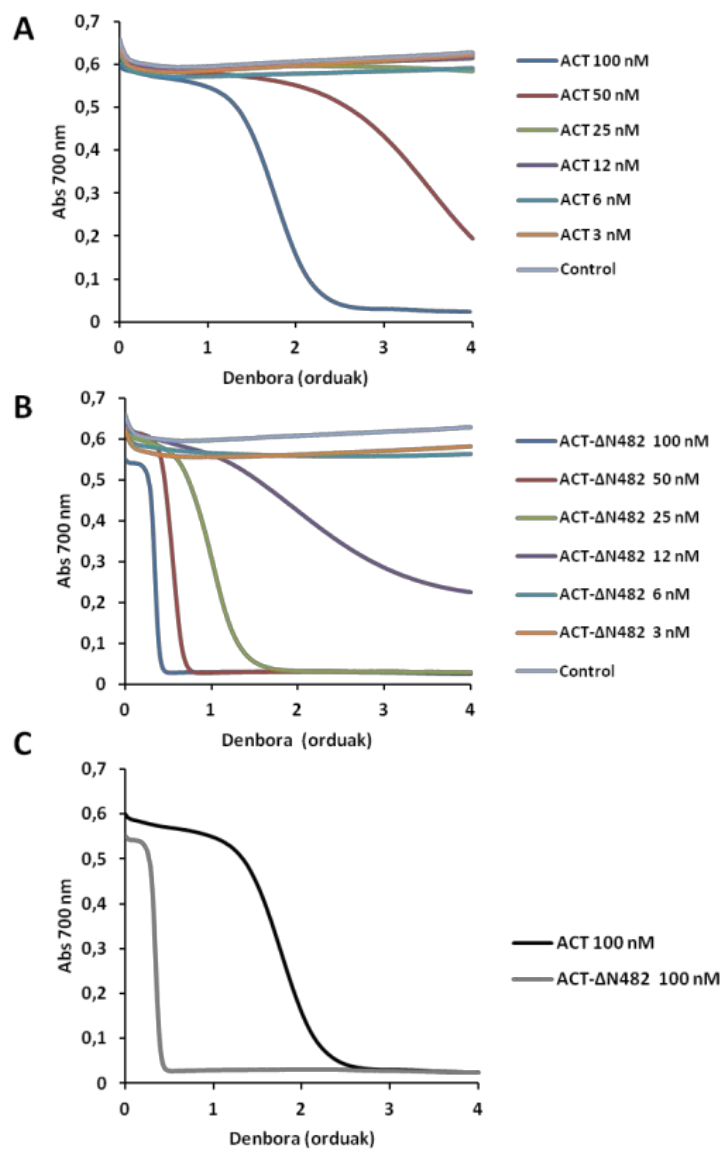 A
0,7
0,6
0,5
0,4
0,3
0,2
0,1
0
Abs 700 nm
0 1 2 3 4
Denbora (orduak)
ACT 100 nM
ACT 50 nM
ACT 25 nM
ACT 12 nM
ACT 6 nM
ACT 3 nM
Control
B
0,7
0,6
0,5
0,4
0,3
0,2
0,1
0
Abs 700 nm
0 1 2 3 4
Denbora (orduak)
ACT-ΔN482 100 nM
ACT-ΔN482 50 nM
ACT-ΔN482 25 nM
ACT-ΔN482 12 nM
ACT-ΔN482 6 nM
ACT-ΔN482 3 nM
Control
C
0,7
0,6
0,5
0,4
0,3
0,2
0,1
0
Abs 700 nm
0 1 2 3 4
Denbora (orduak)
ACT 100 nM
ACT-ΔN482 100 nM